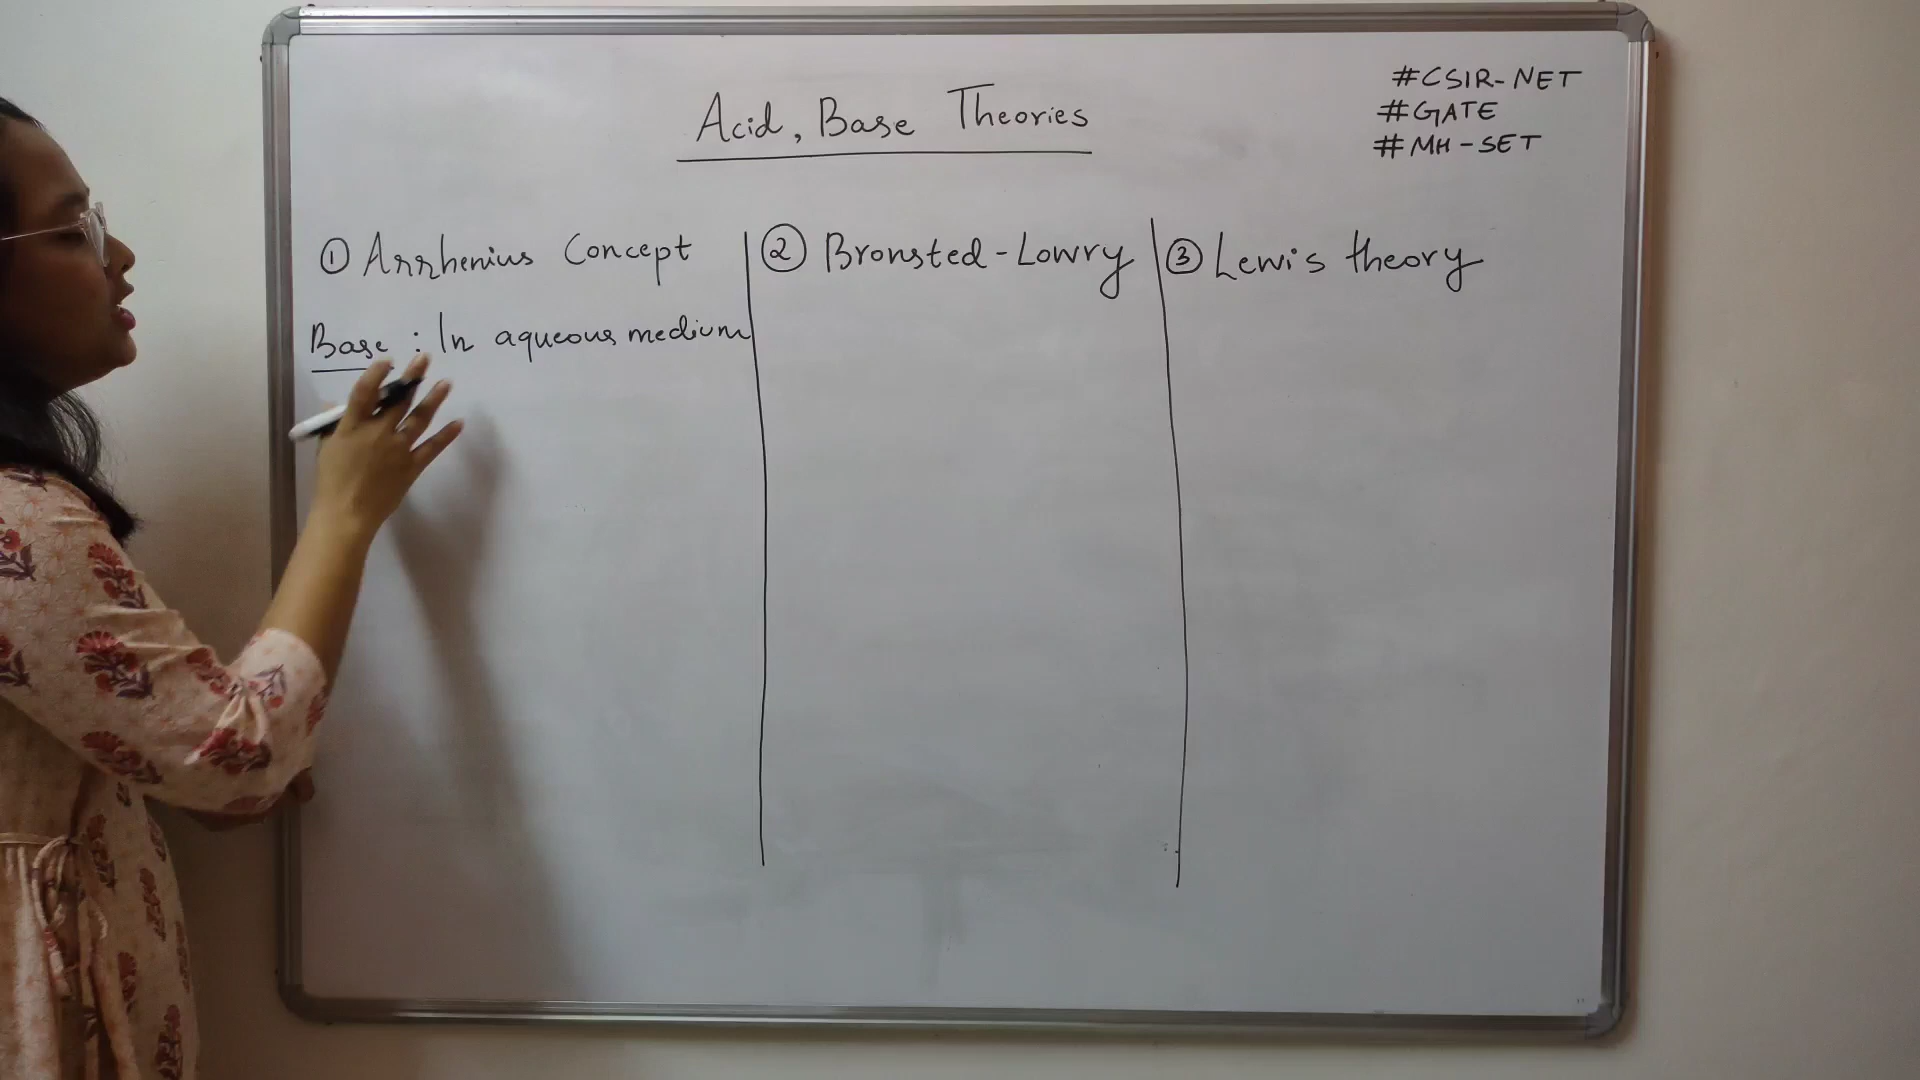 Acid, Base Theories
#CSIR-NET
#GATE
#MH-SET
① Arrhenius Concept
Base : In aqueous medium
② Bronsted-Lowry
③ Lewis theory